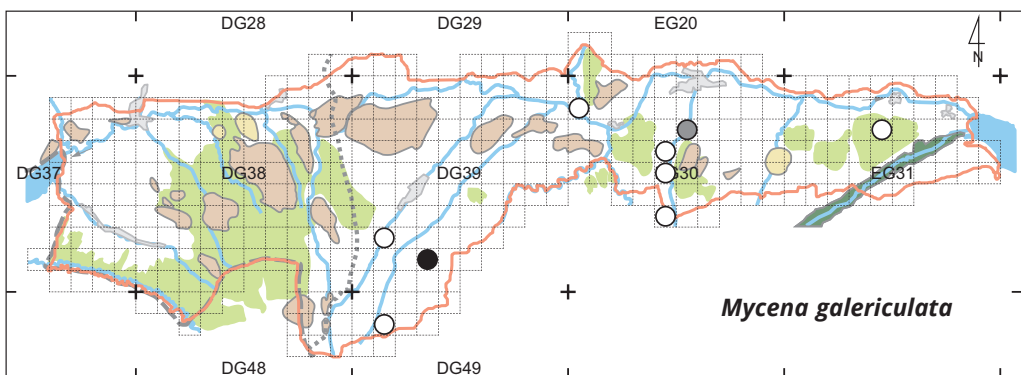 DG28 DG29 EG20
N
DG37 DG38 DG39 G30 EG31
Mycena galericulata
DG48 DG49